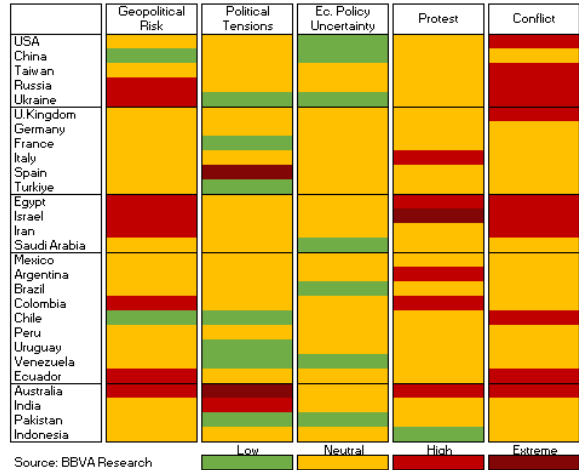 Geopolitical Risk
Political Tensions
Ec. Policy Uncertainty
Protest
Conflict
USA
China
Taiwan
Russia
Ukraine
U.Kingdom
Germany
France
Italy
Spain
Turkiye
Egypt
Israel
Iran
Saudi Arabia
Mexico
Argentina
Brazil
Colombia
Chile
Peru
Uruguay
Venezuela
Ecuador
Australia
India
Pakistan
Indonesia
Low
Neutral
High
Extreme
Source: BBVA Research